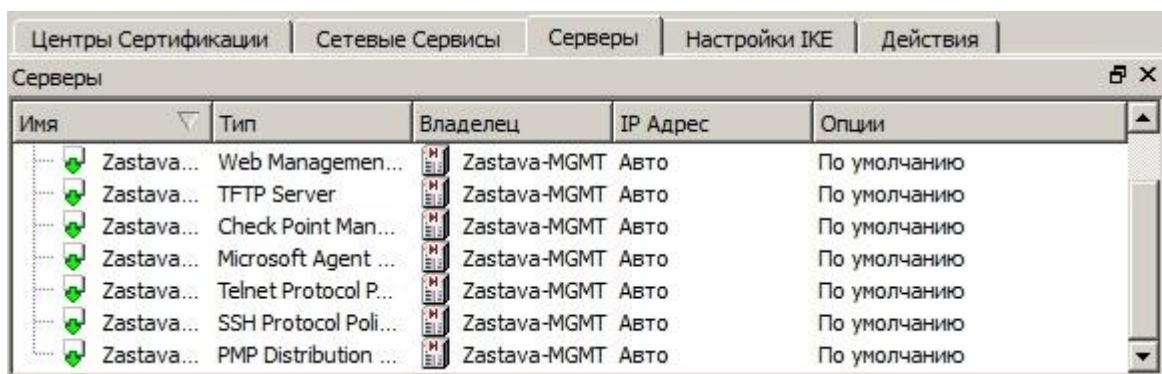 Центры Сертификации Сетевые Сервисы Серверы Настройки IKE Действия
Серверы
Имя Тип Владелец IP Адрес Опции
Zastava... Web Managemen... Zastava-MGMT Авто По умолчанию
Zastava... TFTP Server Zastava-MGMT Авто По умолчанию
Zastava... Check Point Man... Zastava-MGMT Авто По умолчанию
Zastava... Microsoft Agent ... Zastava-MGMT Авто По умолчанию
Zastava... Telnet Protocol P... Zastava-MGMT Авто По умолчанию
Zastava... SSH Protocol Poli... Zastava-MGMT Авто По умолчанию
Zastava... PMP Distribution ... Zastava-MGMT Авто По умолчанию